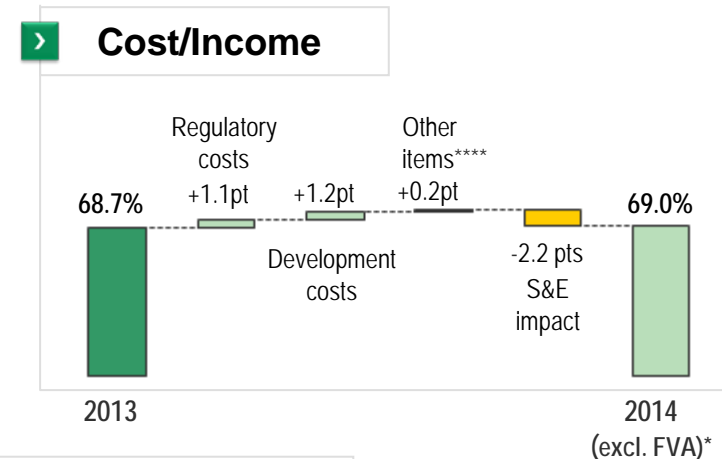 Cost/Income
Regulatory
costs
+1.1pt
+1.2pt
Other
items****
+0.2pt
68.7%
69.0%
Development
costs
-2.2 pts
S&E
impact
2013
2014
(excl. FVA)*